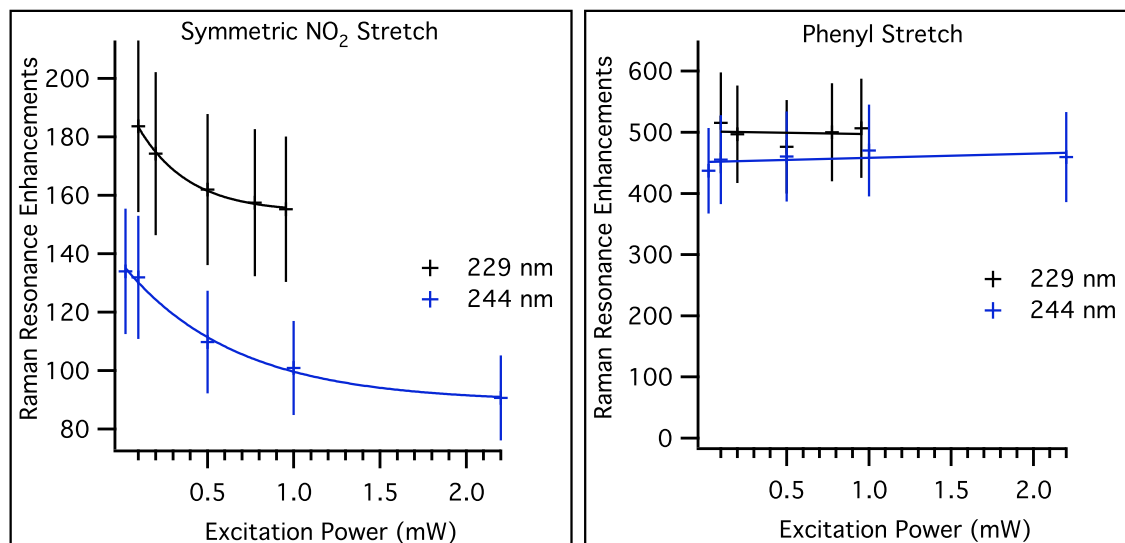 Symmetric NO₂ Stretch
Raman Resonance Enhancements
200
180
160
140
120
100
80
229 nm
244 nm
0.5 1.0 1.5 2.0
Excitation Power (mW)
Phenyl Stretch
Raman Resonance Enhancements
600
500
400
300
200
100
0
229 nm
244 nm
0.5 1.0 1.5 2.0
Excitation Power (mW)